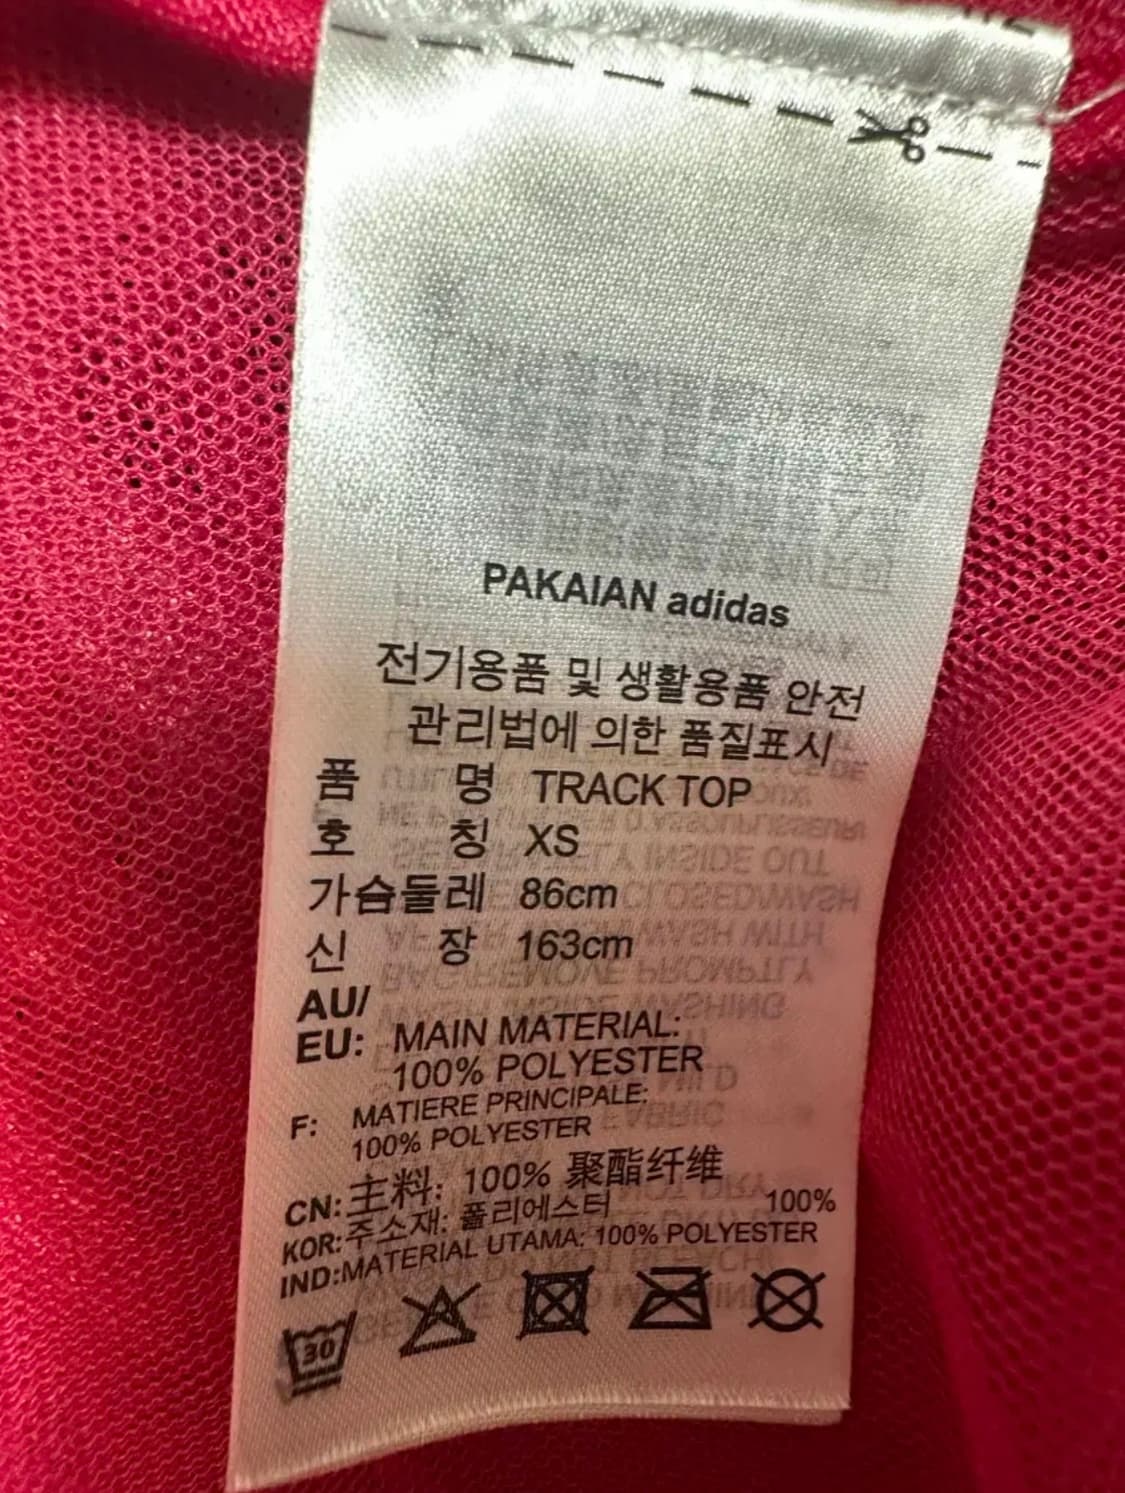 PAKAIAN adidas
전기용품 및 생활용품 안전
관리법에 의한 품질표시
품 명 TRACK TOP
호 칭 XS
가슴둘레 86cm
신 장 163cm
AU/
EU: MAIN MATERIAL:
100% POLYESTER
F: MATIERE PRINCIPALE:
100% POLYESTER
CN: 主料: 100% 聚酯纤维
KOR: 주소재: 폴리에스터 100%
IND:MATERIAL UTAMA: 100% POLYESTER
30